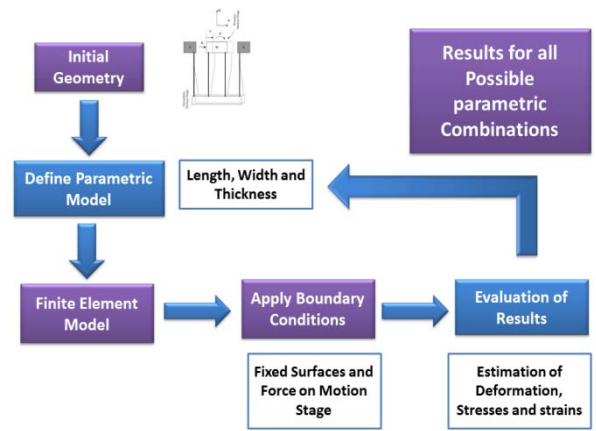 Initial
Geometry
Results for all
Possible
parametric
Combinations
Define Parametric
Model
Length, Width and
Thickness
Finite Element
Model
Apply Boundary
Conditions
Evaluation of
Results
Fixed Surfaces and
Force on Motion
Stage
Estimation of
Deformation,
Stresses and strains